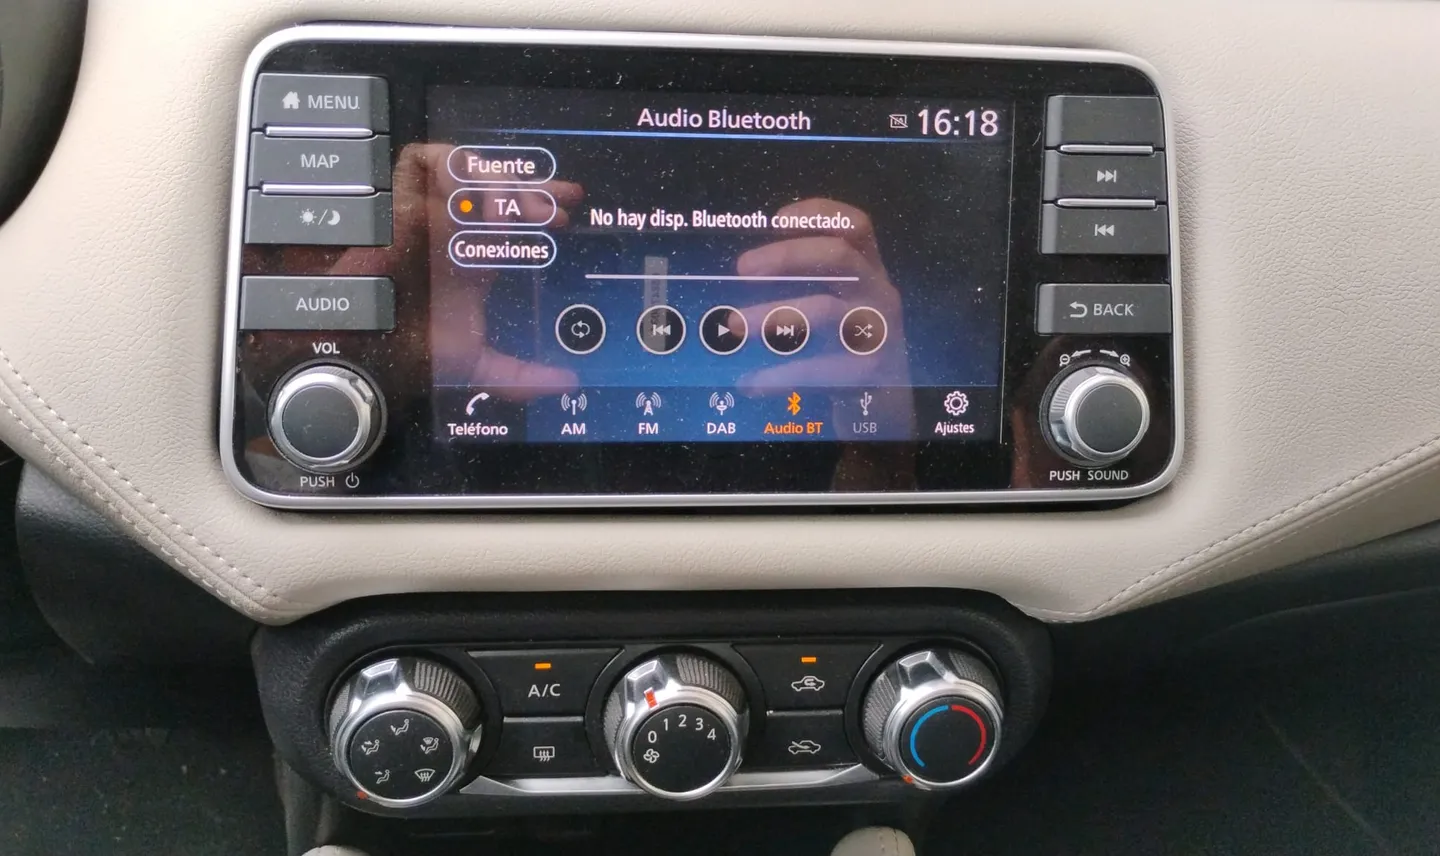 MENU
MAP
AUDIO
VOL
PUSH
Audio Bluetooth
TA
16:18
Fuente
TA
Conexiones
No hay disp. Bluetooth conectado.
Teléfono
AM
FM
DAB
Audio BT
USB
Ajustes
BACK
PUSH SOUND
A/C
0 1 2 3 4